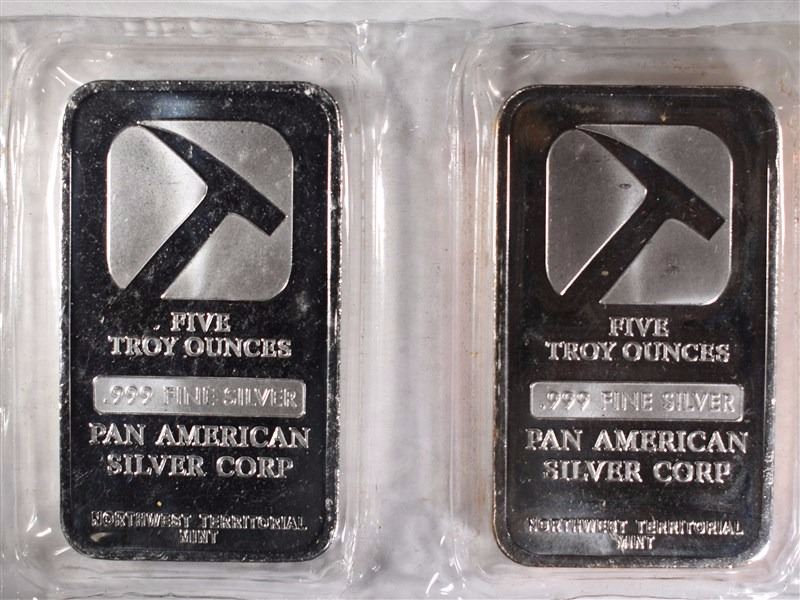 FIVE
TROY OUNCES
.999 FINE SILVER
PAN AMERICAN
SILVER CORP
NORTHWEST TERRITORIAL
MINT
FIVE
TROY OUNCES
.999 FINE SILVER
PAN AMERICAN
SILVER CORP
NORTHWEST TERRITORIAL
MINT